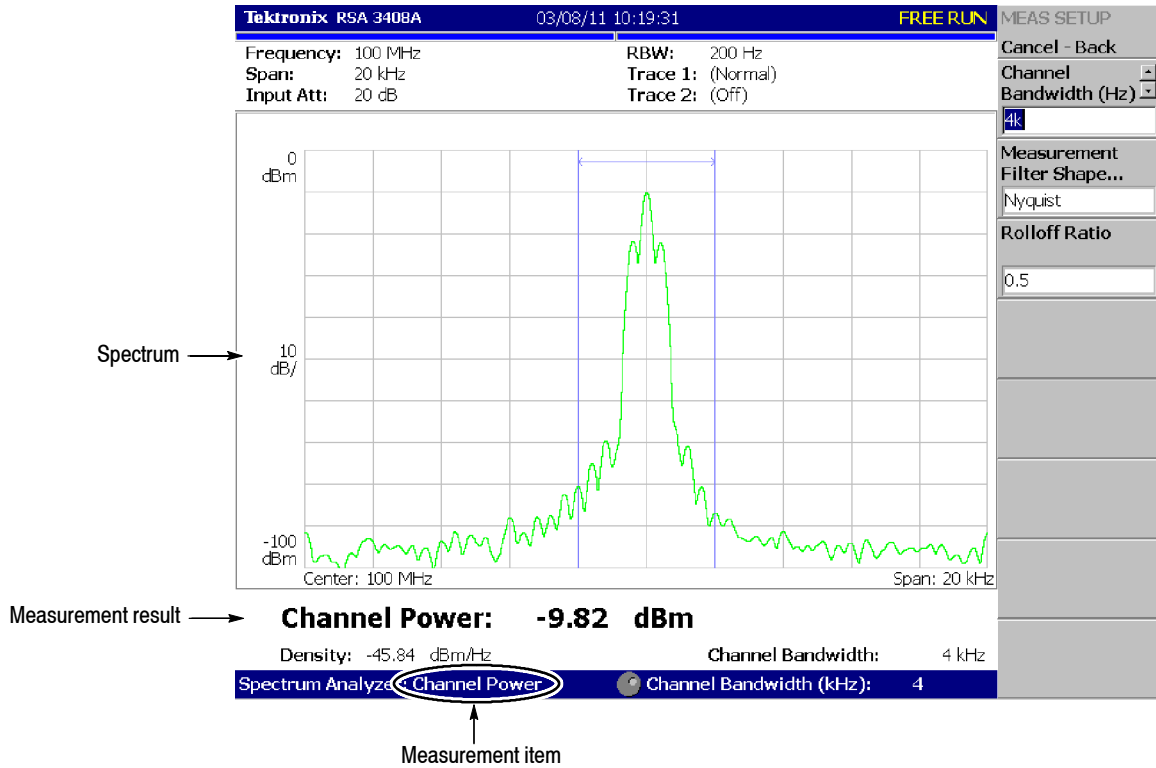 Tektronix RSA 3408A 03/08/11 10:19:31 FREE RUN
Frequency: 100 MHz RBW: 200 Hz
Span: 20 kHz Trace 1: (Normal)
Input Att: 20 dB Trace 2: (Off)
MEAS SETUP
Cancel - Back
Channel
Bandwidth (Hz)
4k
Measurement
Filter Shape...
Nyquist
Rolloff Ratio
0.5
0
dBm
Spectrum
10
dB/
-100
dBm
Center: 100 MHz Span: 20 kHz
Measurement result
Channel Power: -9.82 dBm
Density: -45.84 dBm/Hz Channel Bandwidth: 4 kHz
Spectrum Analyzer: Channel Power Channel Bandwidth (kHz): 4
Measurement item